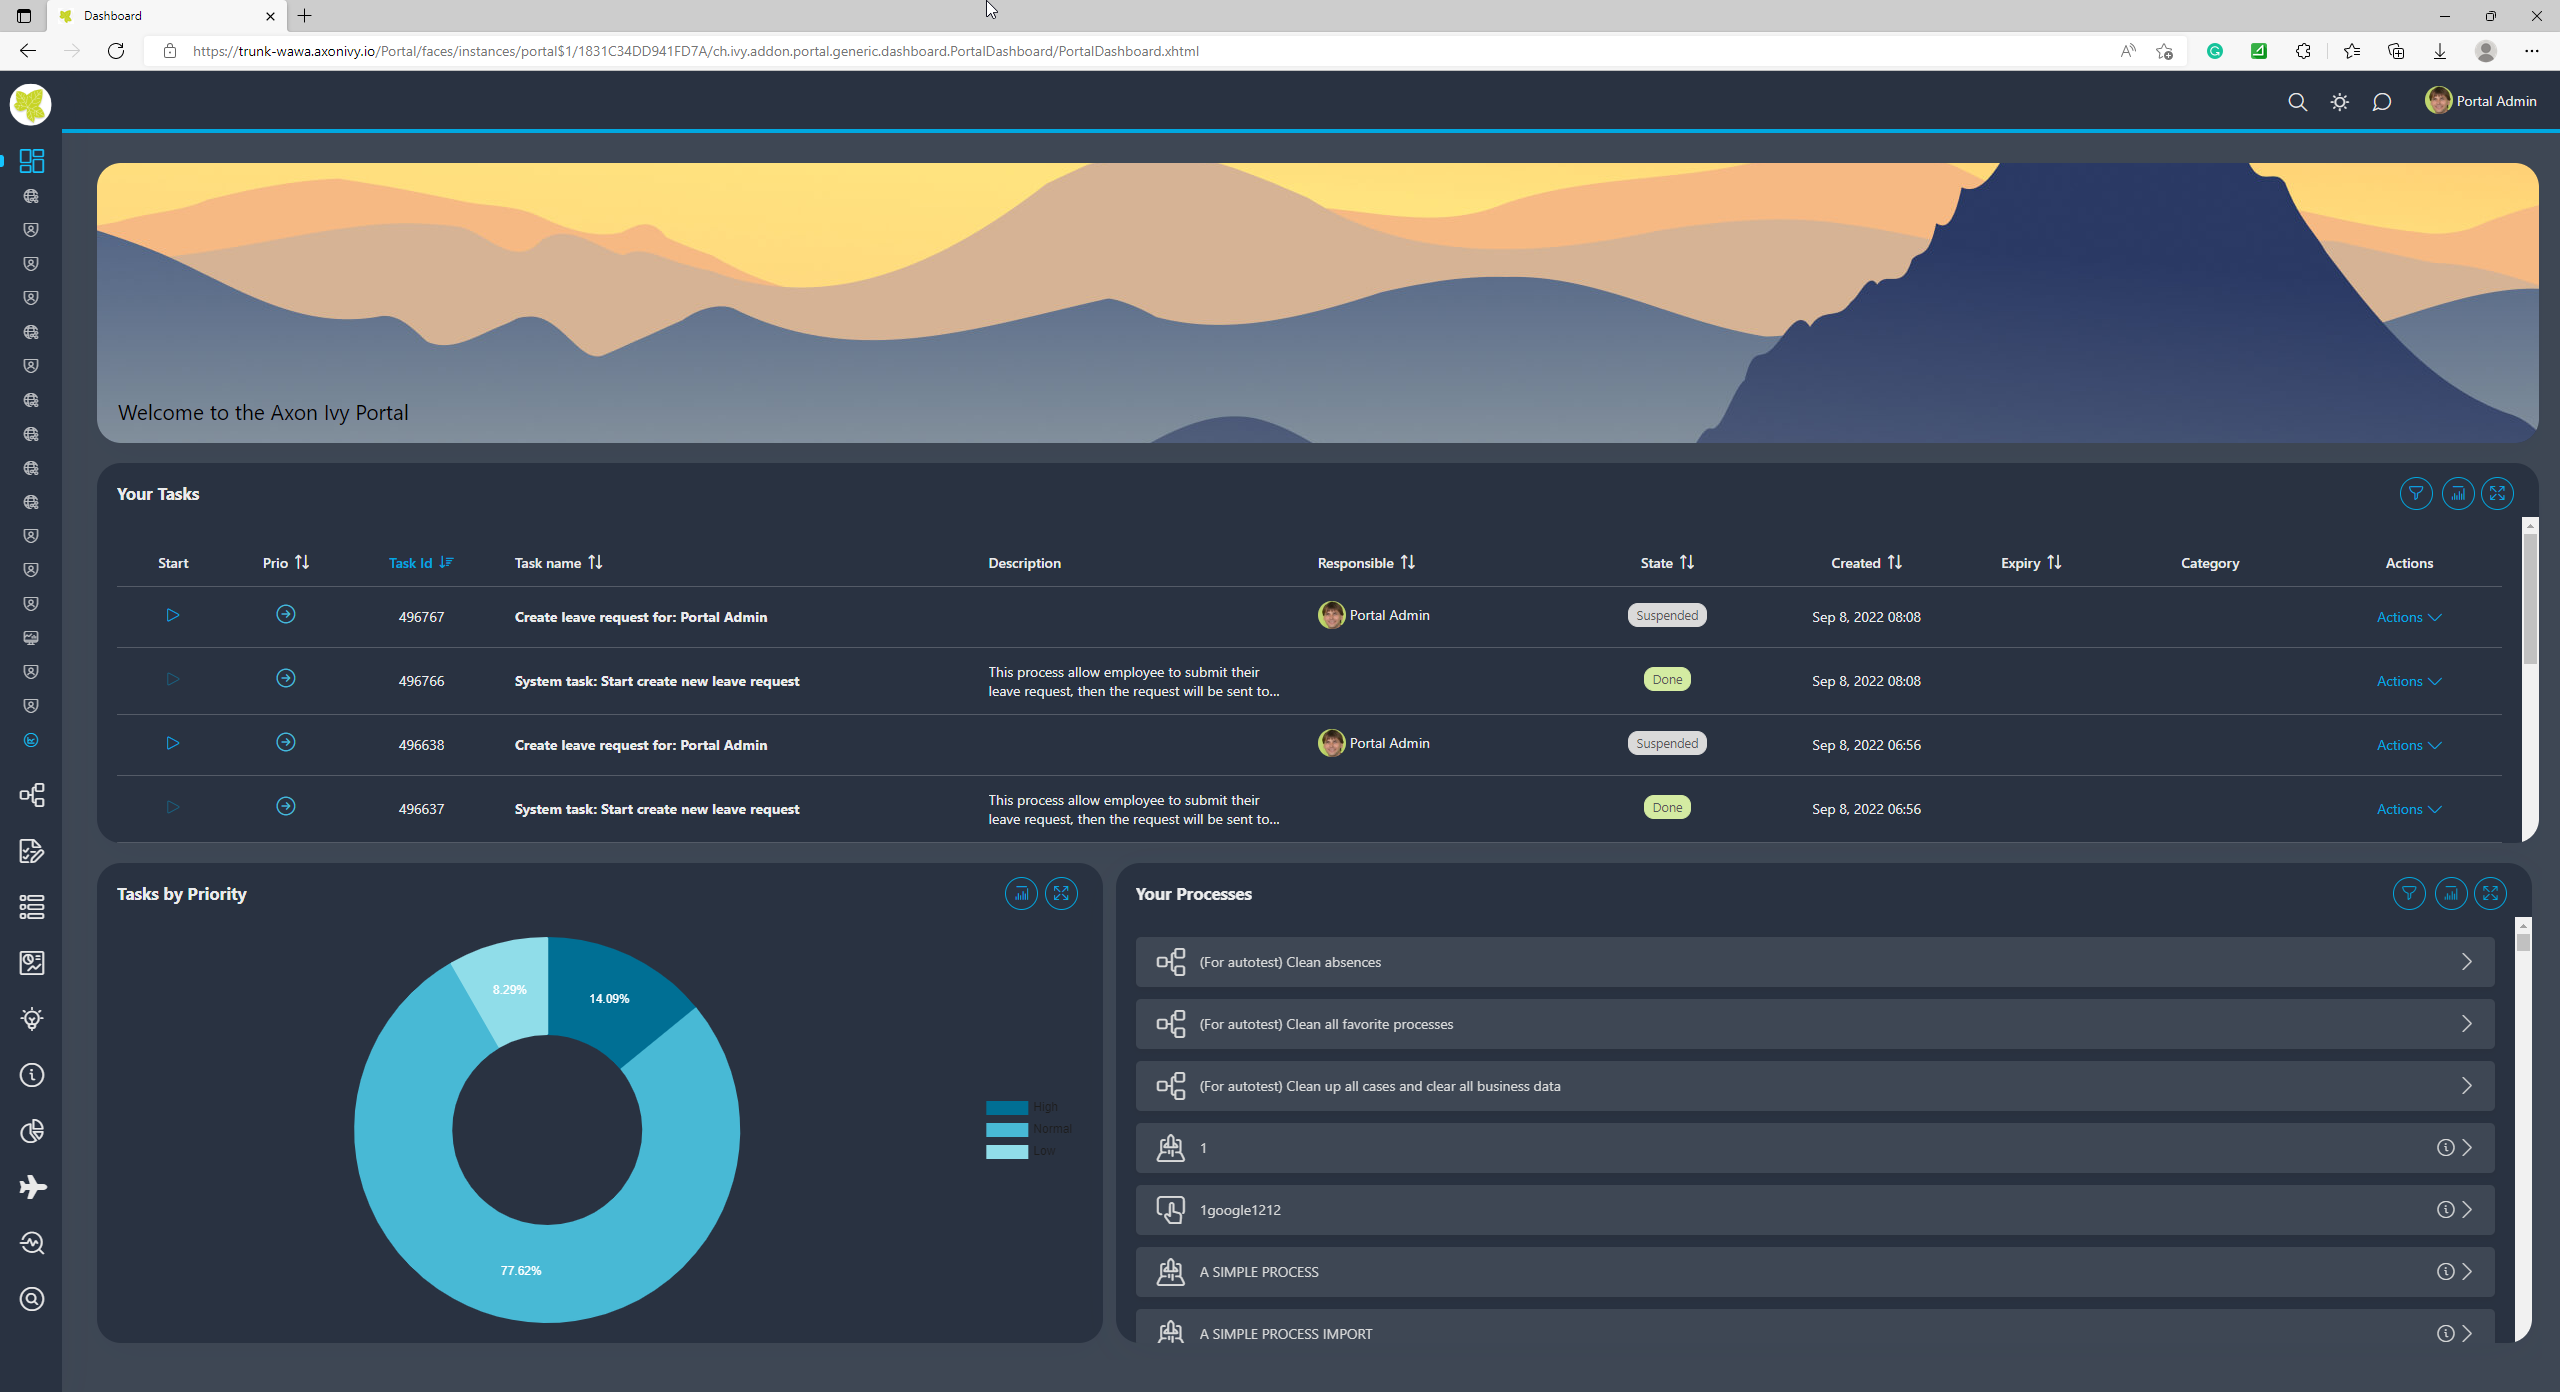 Dashboard
https://trunk-wawa.axonivy.io/Portal/faces/instances/portal$1/1831C34DD941FD7A/ch.ivy.addon.portal.generic.dashboard.PortalDashboard/PortalDashboard.xhtml
Portal Admin
Welcome to the Axon Ivy Portal
Your Tasks
Start Prio Task Id Task name Description Responsible State Created Expiry Category Actions
496767 Create leave request for: Portal Admin Portal Admin Suspended Sep 8, 2022 08:08 Actions
496766 System task: Start create new leave request This process allow employee to submit their
leave request, then the request will be sent to... Done Sep 8, 2022 08:08 Actions
496638 Create leave request for: Portal Admin Portal Admin Suspended Sep 8, 2022 06:56 Actions
496637 System task: Start create new leave request This process allow employee to submit their
leave request, then the request will be sent to... Done Sep 8, 2022 06:56 Actions
Tasks by Priority
8.29%
14.09%
77.62%
High
Normal
Low
Your Processes
(For autotest) Clean absences
(For autotest) Clean all favorite processes
(For autotest) Clean up all cases and clear all business data
1
1google1212
A SIMPLE PROCESS
A SIMPLE PROCESS IMPORT